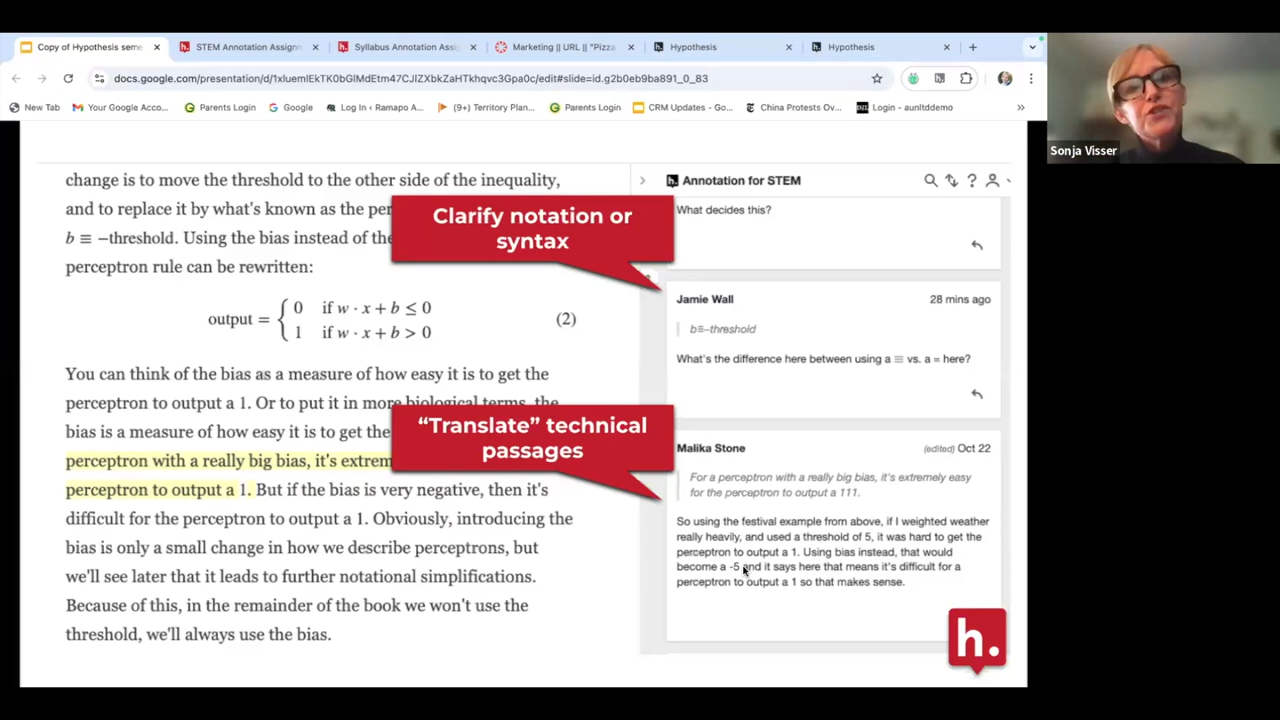 Copy of Hypothesis seme
STEM Annotation Assign
Syllabus Annotation Assig
Marketing || URL || "Pizza
Hypothesis
Hypothesis
docs.google.com/presentation/d/1xluemlEkTK0bGlMdEtm47CJlZXbkZaHTkhqvc3Gpa0c/edit#slide=id.g2b0eb9ba891_0_83
New Tab
Your Google Acco...
Parents Login
Google
Log In ‹ Ramapo A...
(9+) Territory Plan...
Parents Login
CRM Updates - Go...
China Protests Ov...
Login - aunltddemo
Sonja Visser
change is to move the threshold to the other side of the inequality,
and to replace it by what's known as the per
b ≡ −threshold. Using the bias instead of the
perceptron rule can be rewritten:
output = { 0 if w · x + b ≤ 0
1 if w · x + b > 0
(2)
You can think of the bias as a measure of how easy it is to get the
perceptron to output a 1. Or to put it in more biological terms, the
bias is a measure of how easy it is to get the
perceptron with a really big bias, it's extrem
perceptron to output a 1. But if the bias is very negative, then it's
difficult for the perceptron to output a 1. Obviously, introducing the
bias is only a small change in how we describe perceptrons, but
we'll see later that it leads to further notational simplifications.
Because of this, in the remainder of the book we won't use the
threshold, we'll always use the bias.
Clarify notation or
syntax
"Translate" technical
passages
h. Annotation for STEM
What decides this?
Jamie Wall
28 mins ago
b≡−threshold
What's the difference here between using a ≡ vs. a = here?
Malika Stone
(edited) Oct 22
For a perceptron with a really big bias, it's extremely easy
for the perceptron to output a 111.
So using the festival example from above, if I weighted weather
really heavily, and used a threshold of 5, it was hard to get the
perceptron to output a 1. Using bias instead, that would
become a -5 and it says here that means it's difficult for a
perceptron to output a 1 so that makes sense.
h.